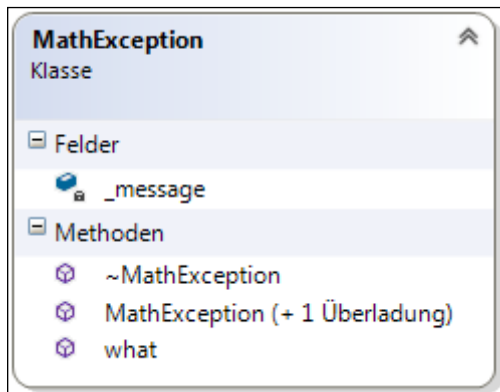 MathException
Klasse
Felder
_message
Methoden
~MathException
MathException (+ 1 Überladung)
what